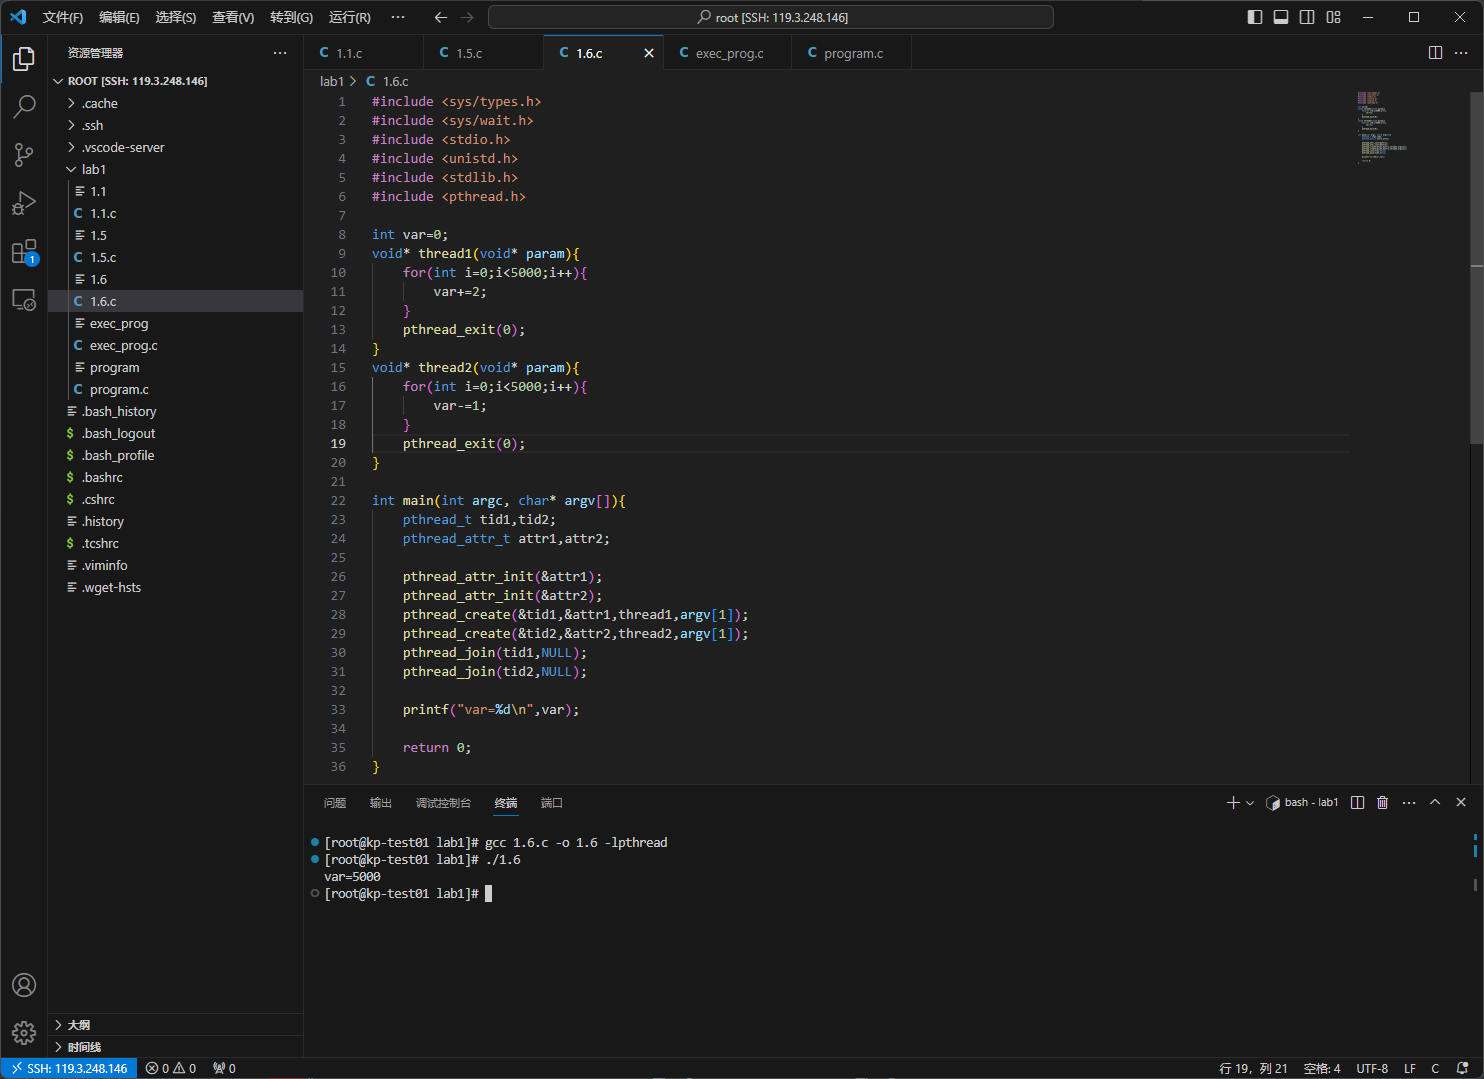 文件(F) 编辑(E) 选择(S) 查看(V) 转到(G) 运行(R) ··· root [SSH: 119.3.248.146]
资源管理器 ···
ROOT [SSH: 119.3.248.146]
.cache
.ssh
.vscode-server
lab1
1.1
C 1.1.c
1.5
C 1.5.c
1.6
C 1.6.c
exec_prog
C exec_prog.c
program
C program.c
.bash_history
$ .bash_logout
$ .bash_profile
$ .bashrc
$ .cshrc
.history
$ .tcshrc
.viminfo
.wget-hsts
大纲
时间线
1
C 1.1.c C 1.5.c C 1.6.c C exec_prog.c C program.c ···
lab1 > C 1.6.c
1 #include <sys/types.h>
2 #include <sys/wait.h>
3 #include <stdio.h>
4 #include <unistd.h>
5 #include <stdlib.h>
6 #include <pthread.h>
7
8 int var=0;
9 void* thread1(void* param){
10 for(int i=0;i<5000;i++){
11 var+=2;
12 }
13 pthread_exit(0);
14 }
15 void* thread2(void* param){
16 for(int i=0;i<5000;i++){
17 var-=1;
18 }
19 pthread_exit(0);
20 }
21
22 int main(int argc, char* argv[]){
23 pthread_t tid1,tid2;
24 pthread_attr_t attr1,attr2;
25
26 pthread_attr_init(&attr1);
27 pthread_attr_init(&attr2);
28 pthread_create(&tid1,&attr1,thread1,argv[1]);
29 pthread_create(&tid2,&attr2,thread2,argv[1]);
30 pthread_join(tid1,NULL);
31 pthread_join(tid2,NULL);
32
33 printf("var=%d\n",var);
34
35 return 0;
36 }
问题 输出 调试控制台 终端 端口 bash - lab1 ···
[root@kp-test01 lab1]# gcc 1.6.c -o 1.6 -lpthread
[root@kp-test01 lab1]# ./1.6
var=5000
[root@kp-test01 lab1]#
SSH: 119.3.248.146 0 0 0 行 19，列 21 空格: 4 UTF-8 LF C